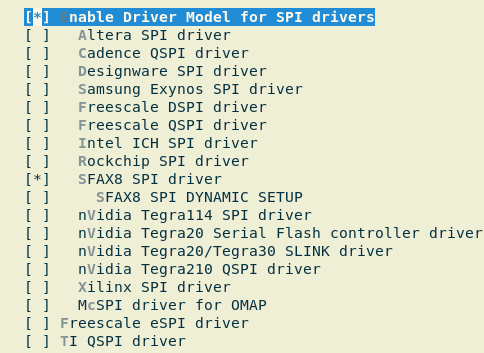 [*] Enable Driver Model for SPI drivers
[ ] Altera SPI driver
[ ] Cadence QSPI driver
[ ] Designware SPI driver
[ ] Samsung Exynos SPI driver
[ ] Freescale DSPI driver
[ ] Freescale QSPI driver
[ ] Intel ICH SPI driver
[ ] Rockchip SPI driver
[*] SFAX8 SPI driver
[ ] SFAX8 SPI DYNAMIC SETUP
[ ] nVidia Tegra114 SPI driver
[ ] nVidia Tegra20 Serial Flash controller driver
[ ] nVidia Tegra20/Tegra30 SLINK driver
[ ] nVidia Tegra210 QSPI driver
[ ] Xilinx SPI driver
[ ] McSPI driver for OMAP
[ ] Freescale eSPI driver
[ ] TI QSPI driver